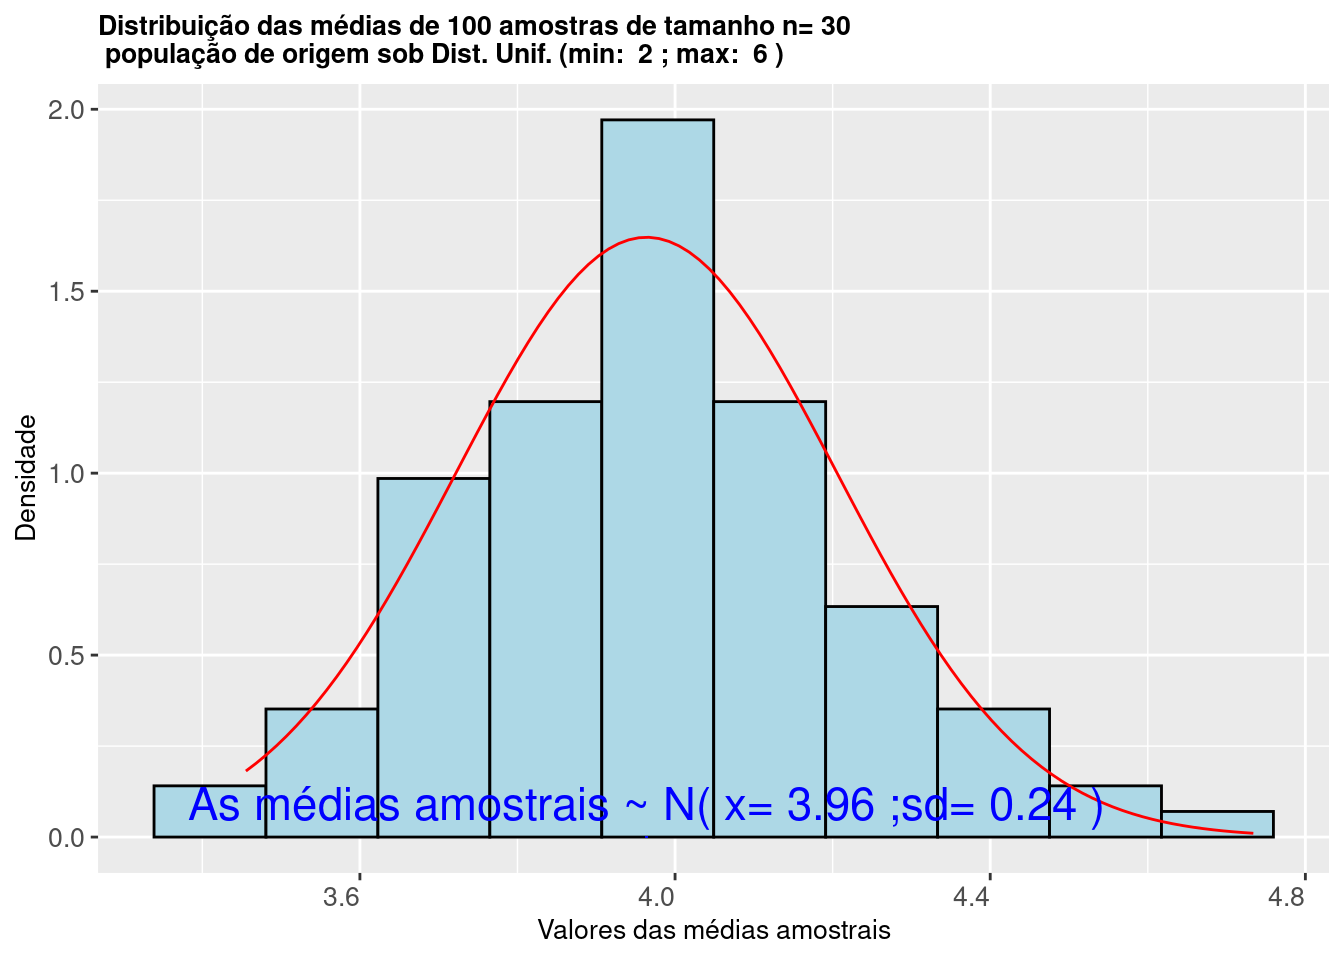 Distribuição das médias de 100 amostras de tamanho n= 30
população de origem sob Dist. Unif. (min:  2 ; max:  6 )
2.0
1.5
1.0
0.5
0.0
Densidade
As médias amostrais ~ N( x= 3.96 ;sd= 0.24 )
3.6
4.0
4.4
4.8
Valores das médias amostrais